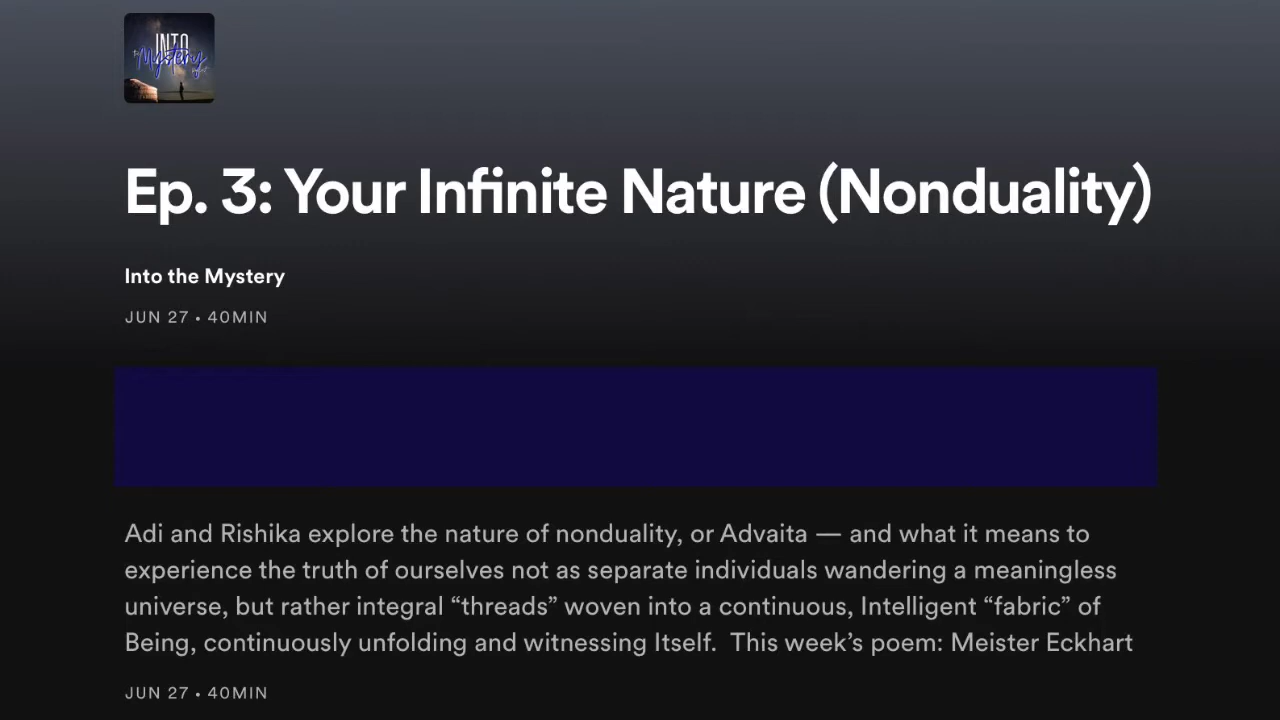 INTO
Mystery
Ep. 3: Your Infinite Nature (Nonduality)
Into the Mystery
JUN 27 • 40MIN
Adi and Rishika explore the nature of nonduality, or Advaita — and what it means to
experience the truth of ourselves not as separate individuals wandering a meaningless
universe, but rather integral “threads” woven into a continuous, Intelligent “fabric” of
Being, continuously unfolding and witnessing Itself.  This week’s poem: Meister Eckhart
JUN 27 • 40MIN